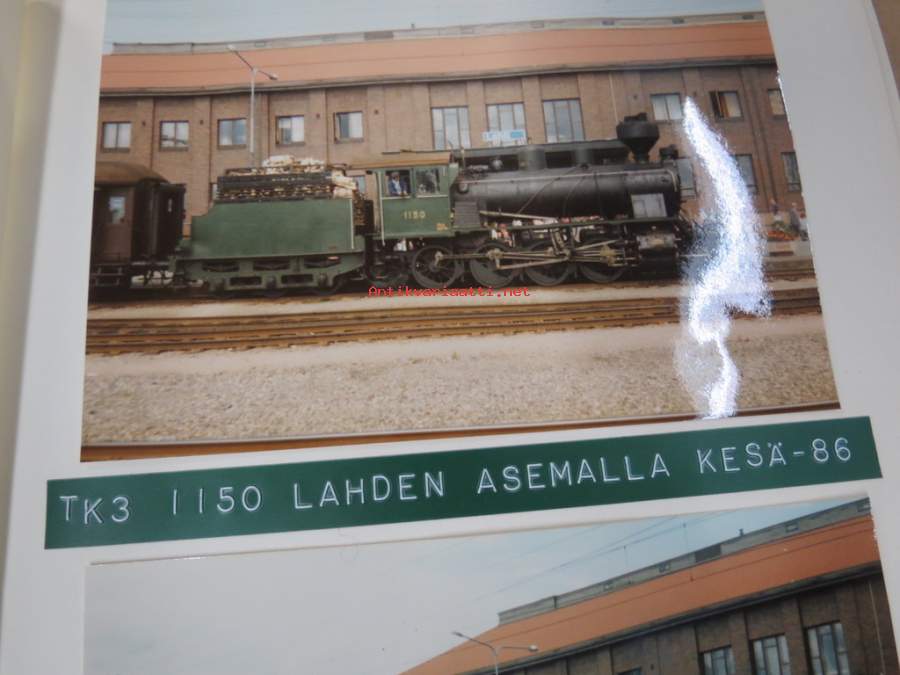 1150
Antikvariaatti.net
TK3 1150 LAHDEN ASEMALLA KESÄ-86